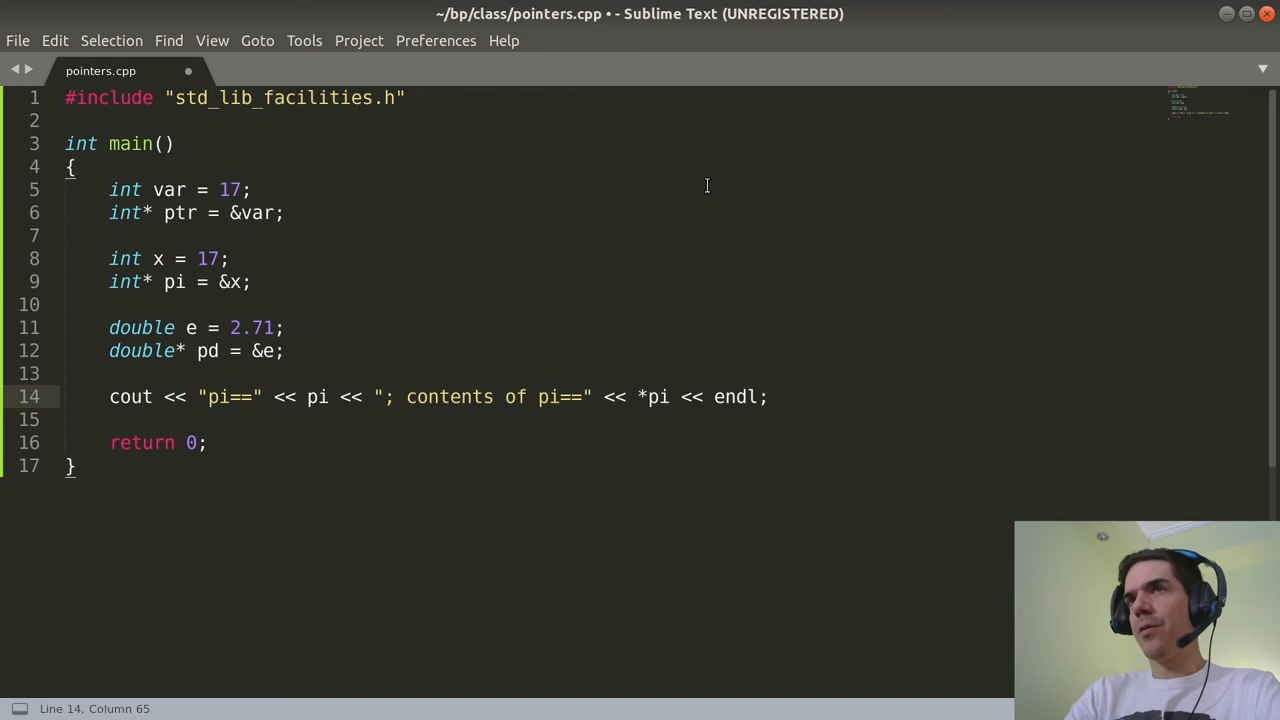 ~/bp/class/pointers.cpp • - Sublime Text (UNREGISTERED)
File Edit Selection Find View Goto Tools Project Preferences Help
pointers.cpp
1 #include "std_lib_facilities.h"
2
3 int main()
4 {
5 int var = 17;
6 int* ptr = &var;
7
8 int x = 17;
9 int* pi = &x;
10
11 double e = 2.71;
12 double* pd = &e;
13
14 cout << "pi==" << pi << "; contents of pi==" << *pi << endl;
15
16 return 0;
17 }
Line 14, Column 65